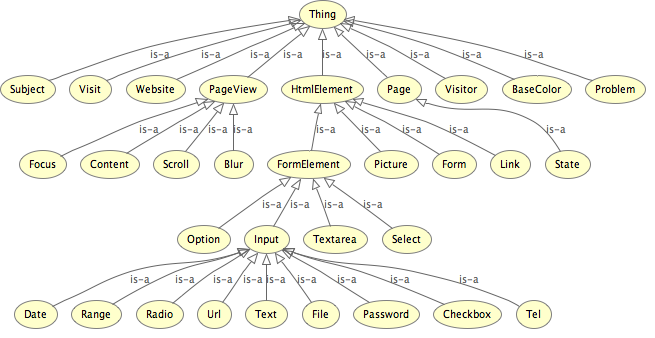 Thing
is-a is-a is-a is-a is-a is-a is-a is-a is-a
Subject Visit Website PageView HtmlElement Page Visitor BaseColor Problem
is-a is-a is-a is-a is-a is-a is-a is-a is-a
Focus Content Scroll Blur FormElement Picture Form Link State
is-a is-a is-a is-a
Option Input Textarea Select
is-a is-a is-a is-a is-a is-a is-a is-a is-a
Date Range Radio Url Text File Password Checkbox Tel